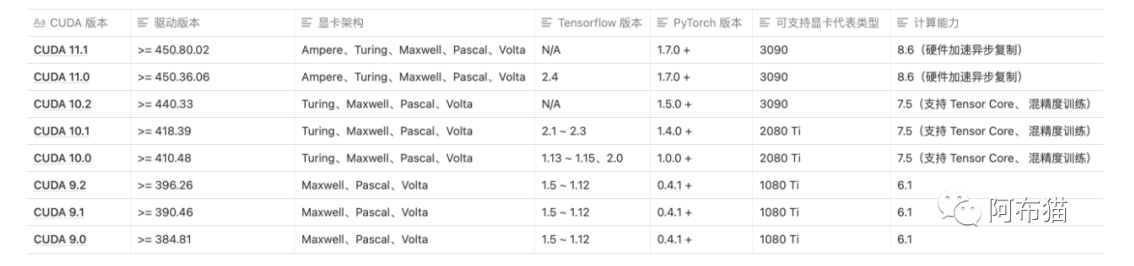 Aa CUDA 版本 驱动版本 显卡架构 Tensorflow 版本 PyTorch 版本 可支持显卡代表类型 计算能力
CUDA 11.1 >= 450.80.02 Ampere、Turing、Maxwell、Pascal、Volta N/A 1.7.0 + 3090 8.6（硬件加速异步复制）
CUDA 11.0 >= 450.36.06 Ampere、Turing、Maxwell、Pascal、Volta 2.4 1.7.0 + 3090 8.6（硬件加速异步复制）
CUDA 10.2 >= 440.33 Turing、Maxwell、Pascal、Volta N/A 1.5.0 + 3090 7.5（支持 Tensor Core、 混精度训练）
CUDA 10.1 >= 418.39 Turing、Maxwell、Pascal、Volta 2.1 ~ 2.3 1.4.0 + 2080 Ti 7.5（支持 Tensor Core、 混精度训练）
CUDA 10.0 >= 410.48 Turing、Maxwell、Pascal、Volta 1.13 ~ 1.15、2.0 1.0.0 + 2080 Ti 7.5（支持 Tensor Core、 混精度训练）
CUDA 9.2 >= 396.26 Maxwell、Pascal、Volta 1.5 ~ 1.12 0.4.1 + 1080 Ti 6.1
CUDA 9.1 >= 390.46 Maxwell、Pascal、Volta 1.5 ~ 1.12 0.4.1 + 1080 Ti 6.1
CUDA 9.0 >= 384.81 Maxwell、Pascal、Volta 1.5 ~ 1.12 0.4.1 + 1080 Ti 6.1
阿布猫